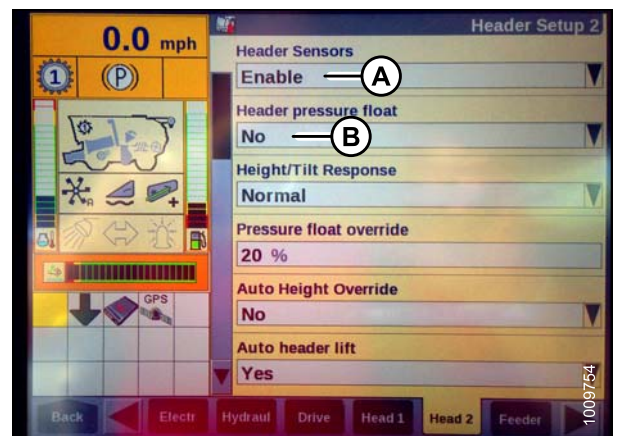 Header Setup 2
0.0 mph
1
(P)
Header Sensors
Enable
A
Header pressure float
No
B
Height/Tilt Response
Normal
Pressure float override
20 %
GPS
Auto Height Override
No
Auto header lift
Yes
Back
Electr
Hydraul
Drive
Head 1
Head 2
Feeder
1009754